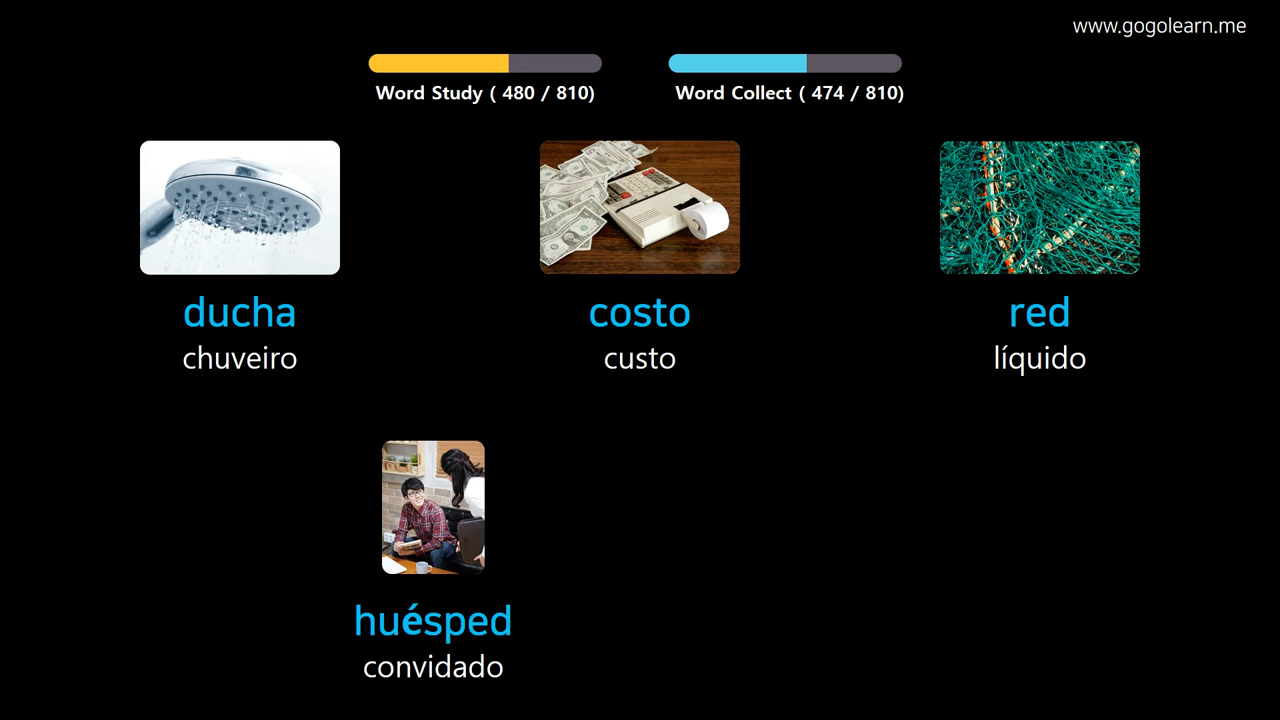 www.gogolearn.me
Word Study ( 480 / 810)
Word Collect ( 474 / 810)
ducha
chuveiro
costo
custo
red
líquido
huésped
convidado